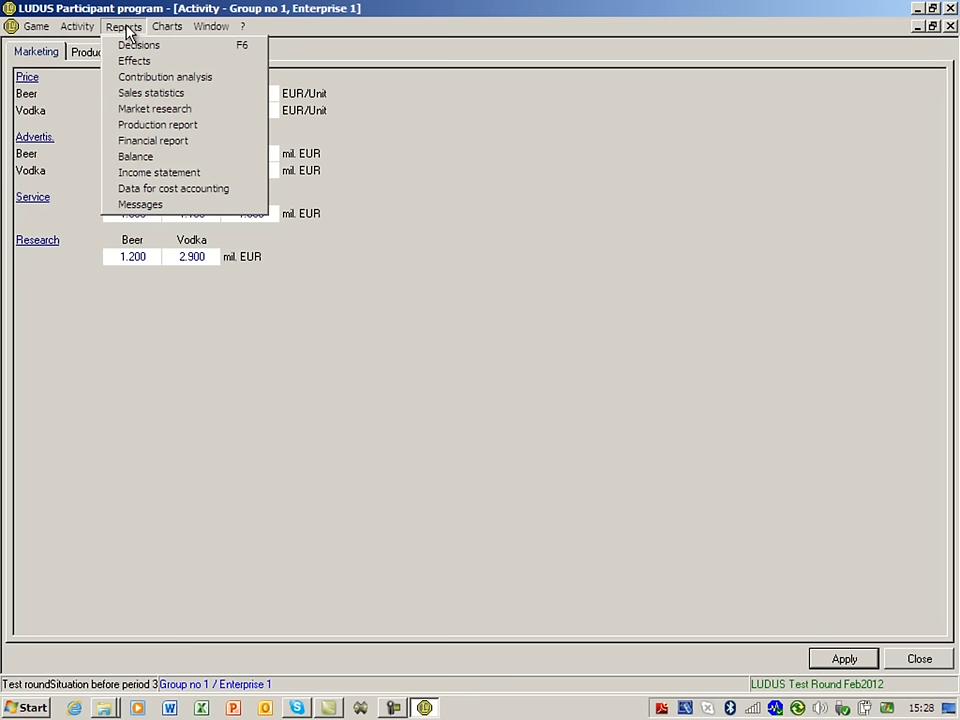 LUDUS Participant program - [Activity - Group no 1, Enterprise 1]
Game Activity Reports Charts Window ?
Marketing
Decisions F6
Effects
Contribution analysis
Sales statistics
Market research
Production report
Financial report
Balance
Income statement
Data for cost accounting
Messages
Price
Beer EUR/Unit
Vodka EUR/Unit
Advertis.
Beer mil. EUR
Vodka mil. EUR
Service mil. EUR
Research Beer Vodka
1.200 2.900 mil. EUR
Apply Close
Test roundSituation before period 3 Group no 1 / Enterprise 1 LUDUS Test Round Feb2012
Start 15:28